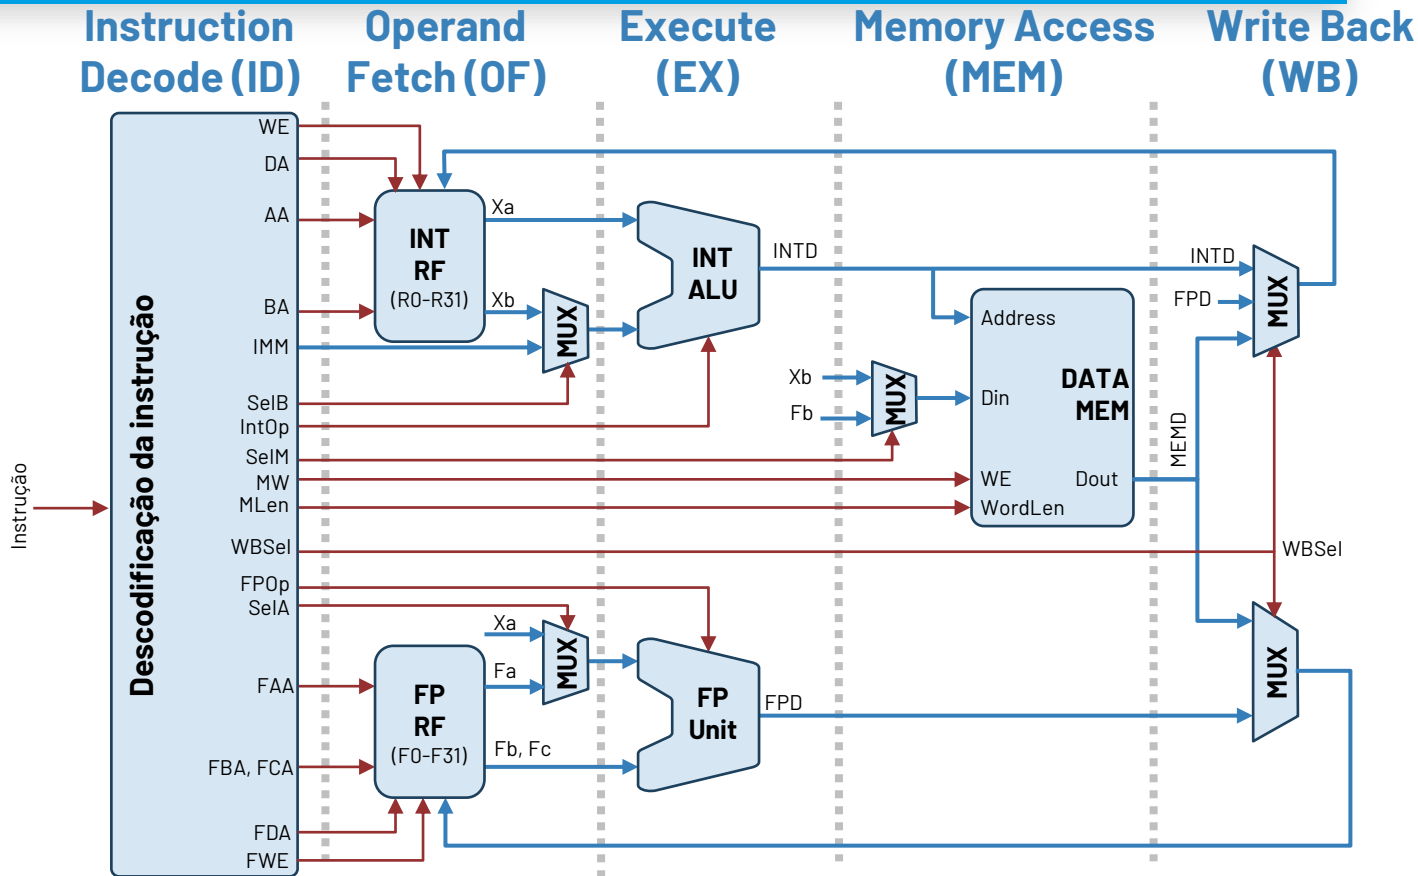 Instruction
Decode (ID)
Operand
Fetch (OF)
Execute
(EX)
Memory Access
(MEM)
Write Back
(WB)
Instrução
Descodificação da instrução
WE
DA
AA
BA
IMM
SelB
IntOp
SelM
MW
MLen
WBSel
FPOp
SelA
FAA
FBA, FCA
FDA
FWE
INT
RF
(R0-R31)
Xa
Xb
MUX
INT
ALU
INTD
Xb
Fb
MUX
Address
Din
DATA
MEM
WE
Dout
WordLen
MEMD
INTD
FPD
MUX
WBSel
FP
RF
(F0-F31)
Xa
Fa
Fb, Fc
MUX
FP
Unit
FPD
MUX